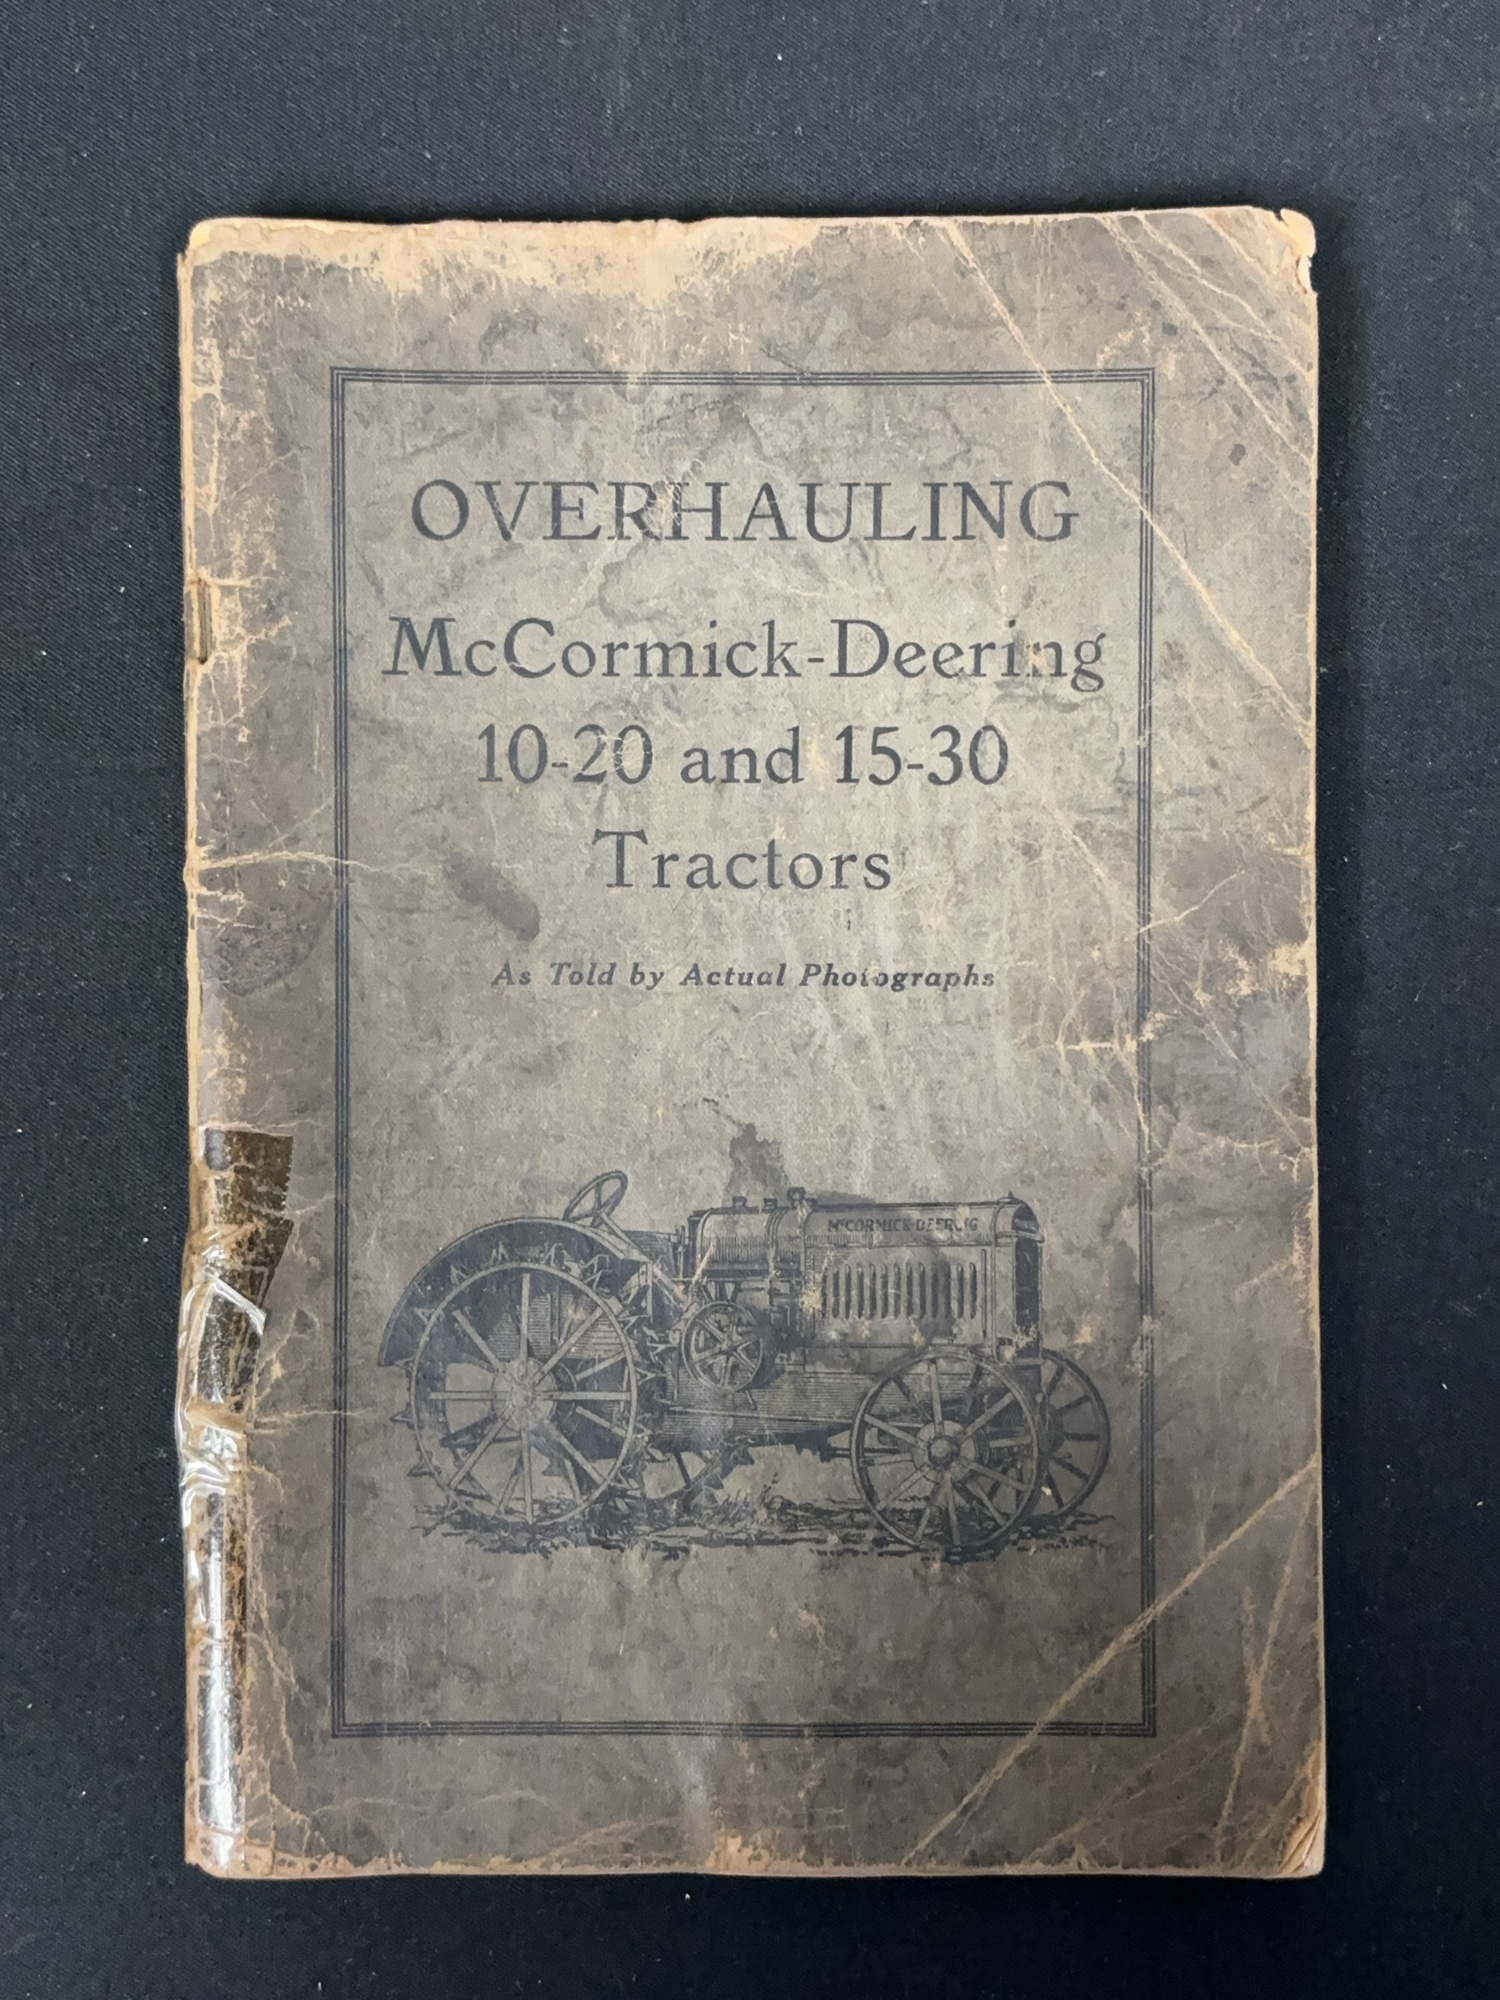 OVERHAULING
McCormick-Deering
10-20 and 15-30
Tractors
As Told by Actual Photographs
McCORMICK-DEERING